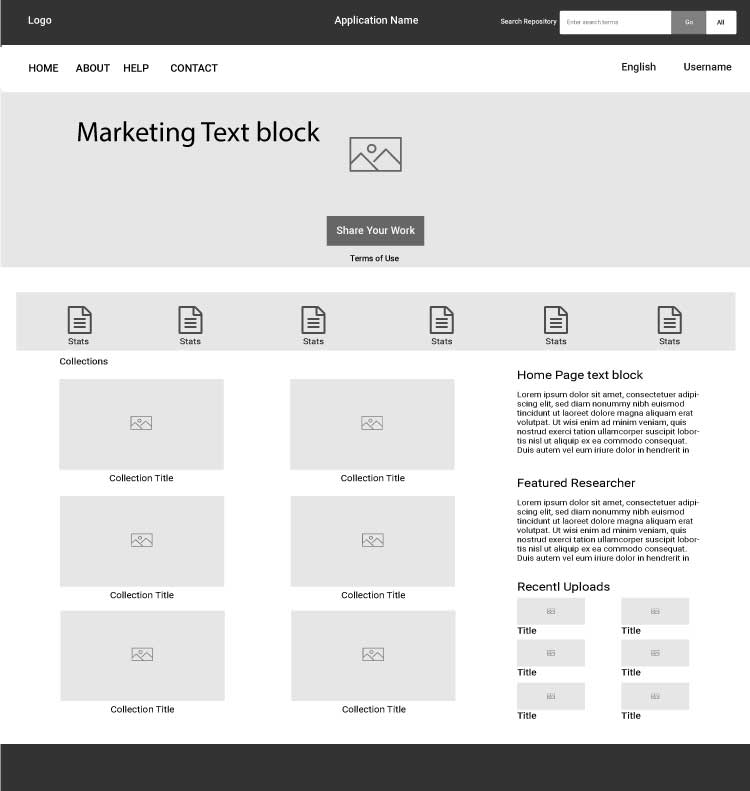 Logo
Application Name
Search Repository
Enter search terms
Go
All
HOME
ABOUT
HELP
CONTACT
English
Username
Marketing Text block
Share Your Work
Terms of Use
Stats
Stats
Stats
Stats
Stats
Stats
Collections
Collection Title
Collection Title
Collection Title
Collection Title
Collection Title
Collection Title
Home Page text block
Lorem ipsum dolor sit amet, consectetuer adipi-
scing elit, sed diam nonummy nibh euismod
tincidunt ut laoreet dolore magna aliquam erat
volutpat. Ut wisi enim ad minim veniam, quis
nostrud exerci tation ullamcorper suscipit lobor-
tis nisl ut aliquip ex ea commodo consequat.
Duis autem vel eum iriure dolor in hendrerit in
Featured Researcher
Lorem ipsum dolor sit amet, consectetuer adipi-
scing elit, sed diam nonummy nibh euismod
tincidunt ut laoreet dolore magna aliquam erat
volutpat. Ut wisi enim ad minim veniam, quis
nostrud exerci tation ullamcorper suscipit lobor-
tis nisl ut aliquip ex ea commodo consequat.
Duis autem vel eum iriure dolor in hendrerit in
Recentl Uploads
Title
Title
Title
Title
Title
Title